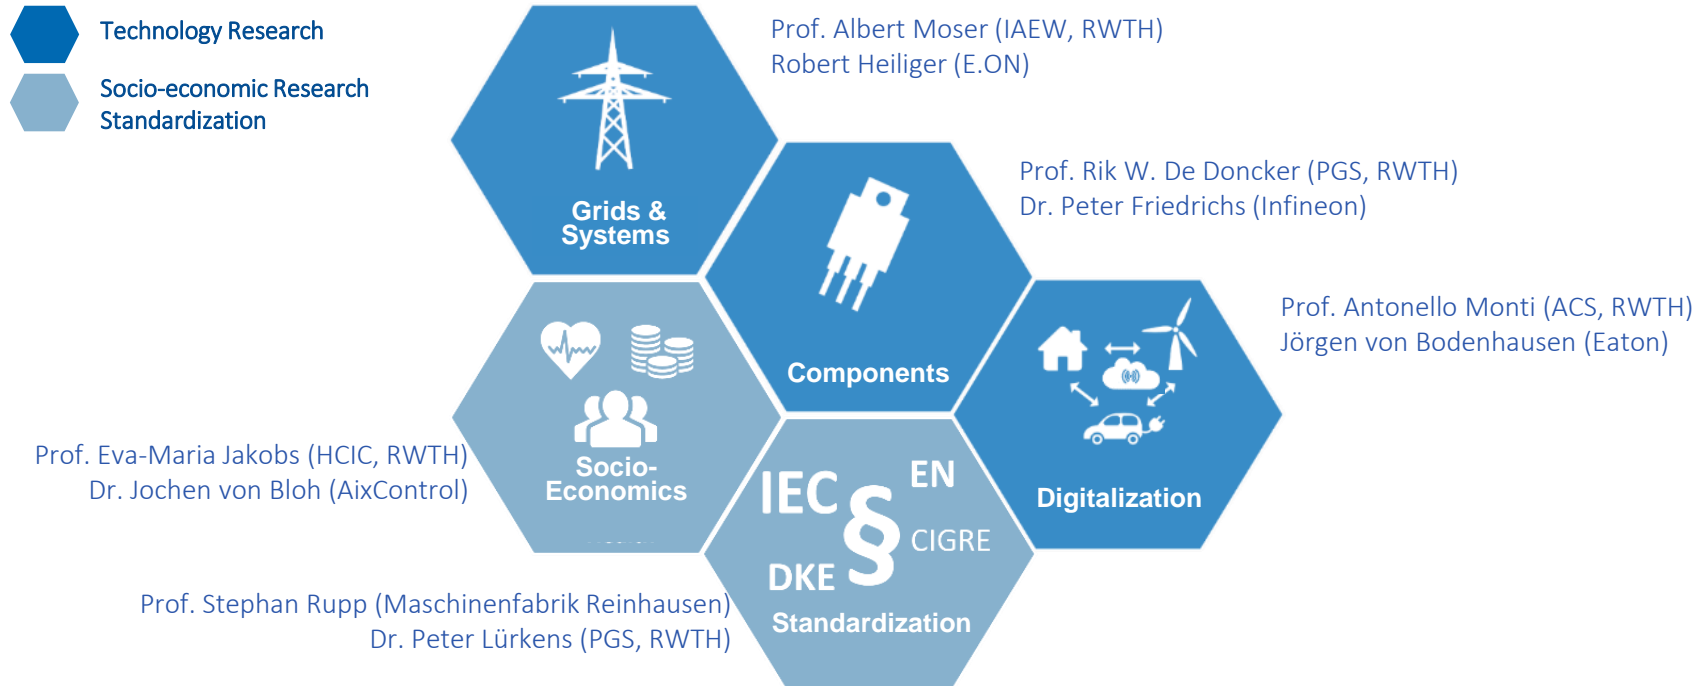 Technology Research
Socio-economic Research
Standardization
Prof. Albert Moser (IAEW, RWTH)
Robert Heiliger (E.ON)
Grids &
Systems
Prof. Rik W. De Doncker (PGS, RWTH)
Dr. Peter Friedrichs (Infineon)
Components
Prof. Antonello Monti (ACS, RWTH)
Jörgen von Bodenhausen (Eaton)
Digitalization
Prof. Eva-Maria Jakobs (HCIC, RWTH)
Dr. Jochen von Bloh (AixControl)
Socio-
Economics
IEC
EN
§
CIGRE
DKE
Standardization
Prof. Stephan Rupp (Maschinenfabrik Reinhausen)
Dr. Peter Lürkens (PGS, RWTH)